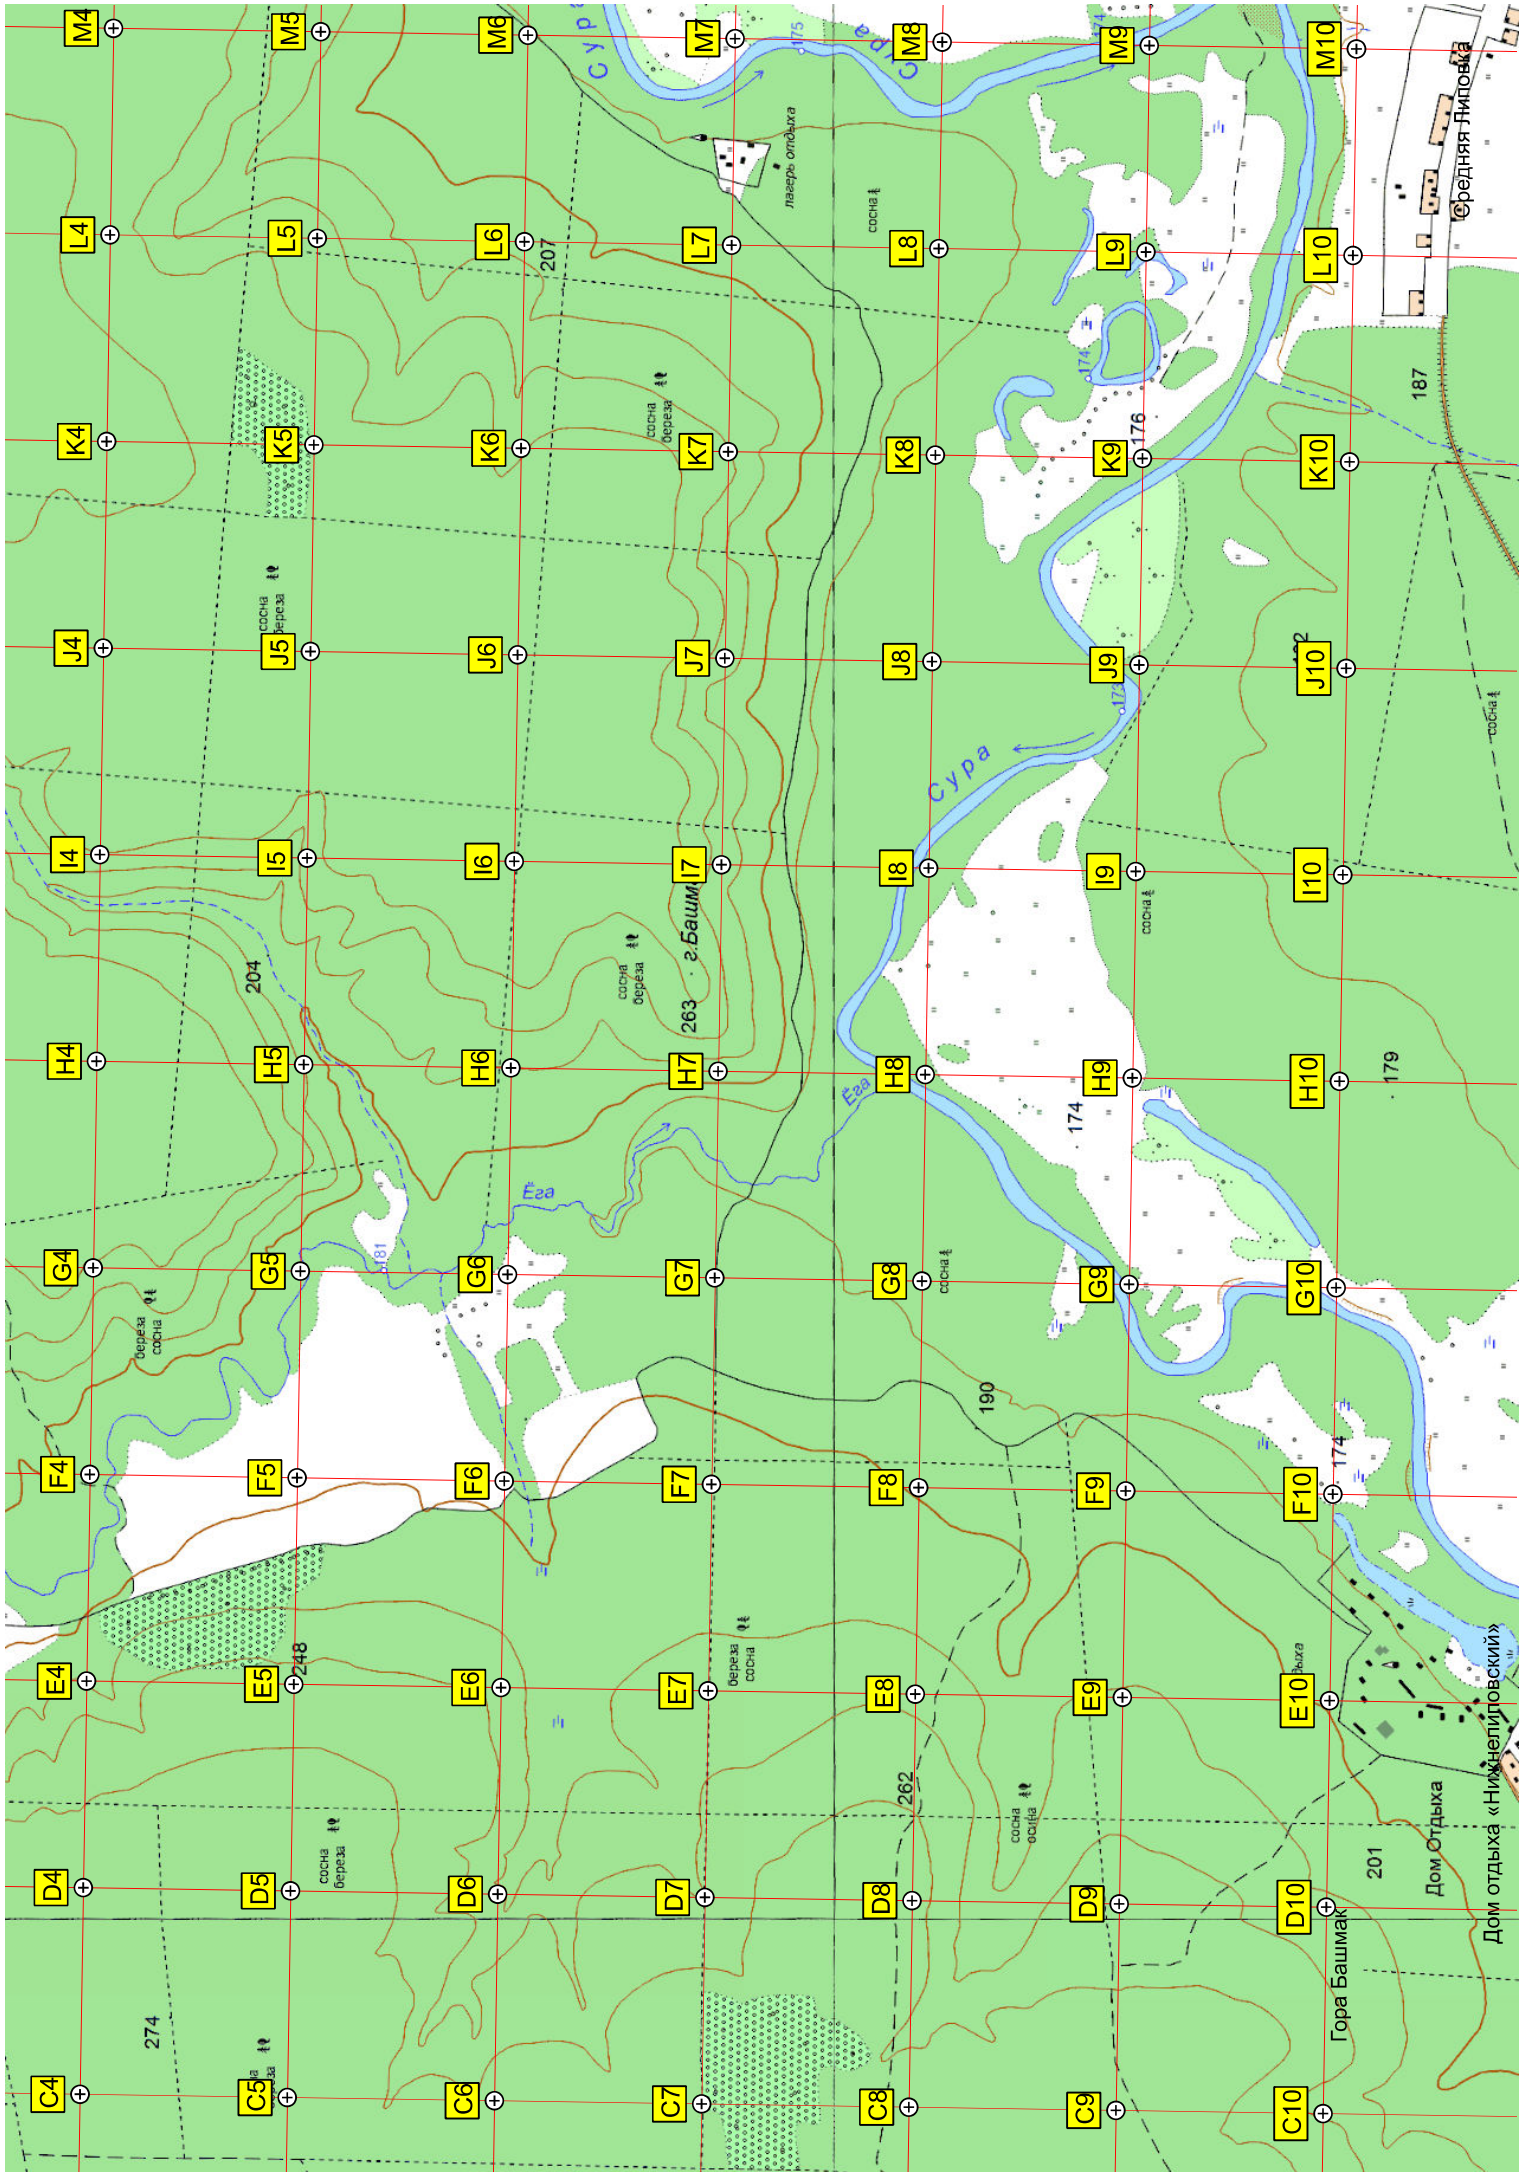 M4
M5
M6
Сура
M7
175
Сура
M8
174
M9
M10
Средняя Липовка
лагерь отдыха
сосна
L4
L5
L6
207
L7
L8
L9
L10
174
187
сосна
береза
K4
K5
K6
K7
K8
K9
176
K10
сосна
береза
J4
J5
J6
J7
J8
J9
173
J10
сосна
Сура
I4
I5
I6
I7
г.Башм
I8
I9
I10
сосна
204
сосна
береза
263
H4
H5
H6
H7
H8
H9
H10
Ёга
174
179
Ёга
181
G4
G5
G6
G7
G8
G9
G10
сосна
береза
сосна
190
174
F4
F5
F6
F7
F8
F9
F10
248
E4
E5
E6
E7
E8
E9
E10
береза
сосна
262
сосна
осина
сосна
береза
201
Дом Отдыха
Дом отдыха «Нижнелиповский»
D4
D5
D6
D7
D8
D9
D10
Гора Башмак
274
C4
C5
C6
C7
C8
C9
C10